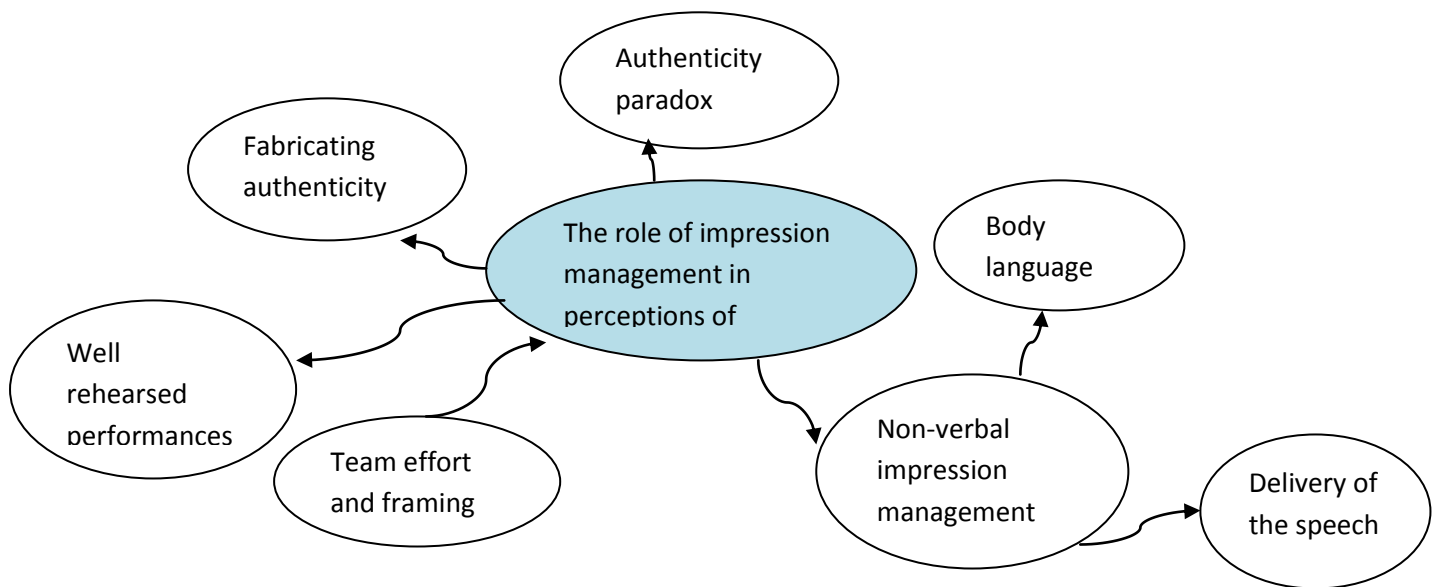 Authenticity
paradox
Fabricating
authenticity
The role of impression
management in
perceptions of
Body
language
Well
rehearsed
performances
Team effort
and framing
Non-verbal
impression
management
Delivery of
the speech